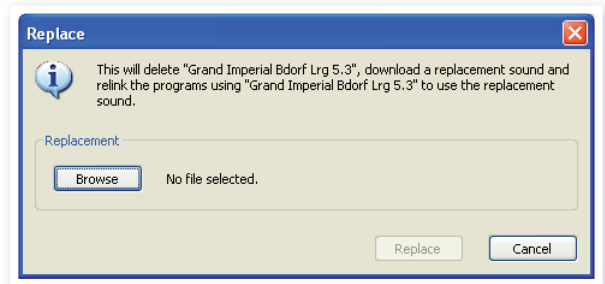 Replace
This will delete "Grand Imperial Bdorf Lrg 5.3", download a replacement sound and
relink the programs using "Grand Imperial Bdorf Lrg 5.3" to use the replacement
sound.
Replacement
Browse No file selected.
Replace Cancel